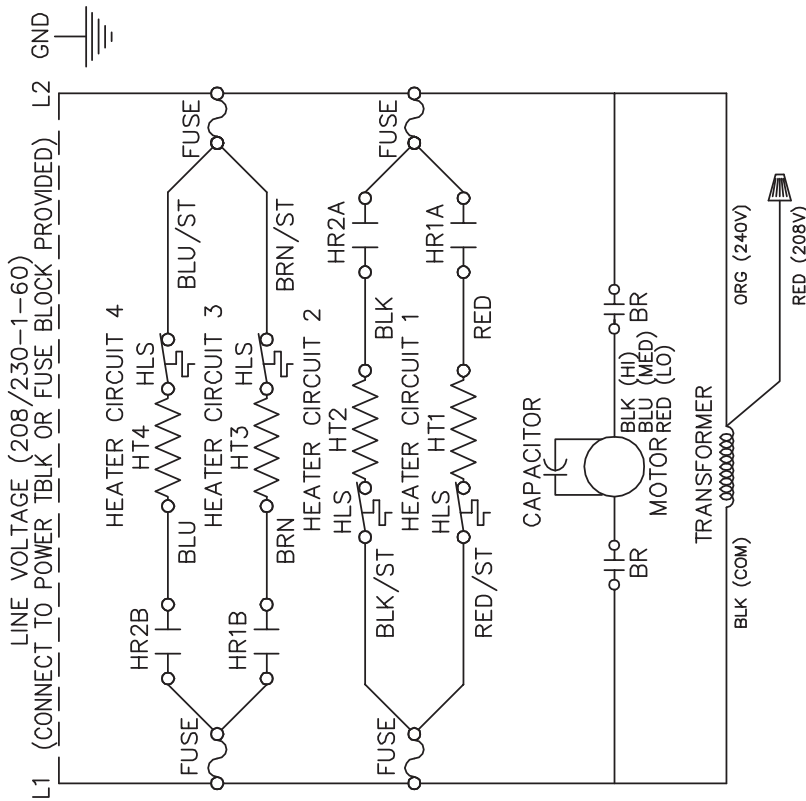 LINE VOLTAGE (208/230-1-60)
L1 (CONNECT TO POWER TBLK OR FUSE BLOCK PROVIDED) L2 GND
HEATER CIRCUIT 4
HR2B BLU HT4 HLS BLU/ST
FUSE FUSE
HEATER CIRCUIT 3
HR1B BRN HT3 HLS BRN/ST
HEATER CIRCUIT 2
BLK/ST HLS HT2 BLK HR2A
FUSE
HEATER CIRCUIT 1
RED/ST HLS HT1 RED HR1A
CAPACITOR
BLK (HI)
BR BLU (MED) BR
MOTOR RED (LO)
TRANSFORMER
BLK (COM) ORG (240V)
RED (208V)